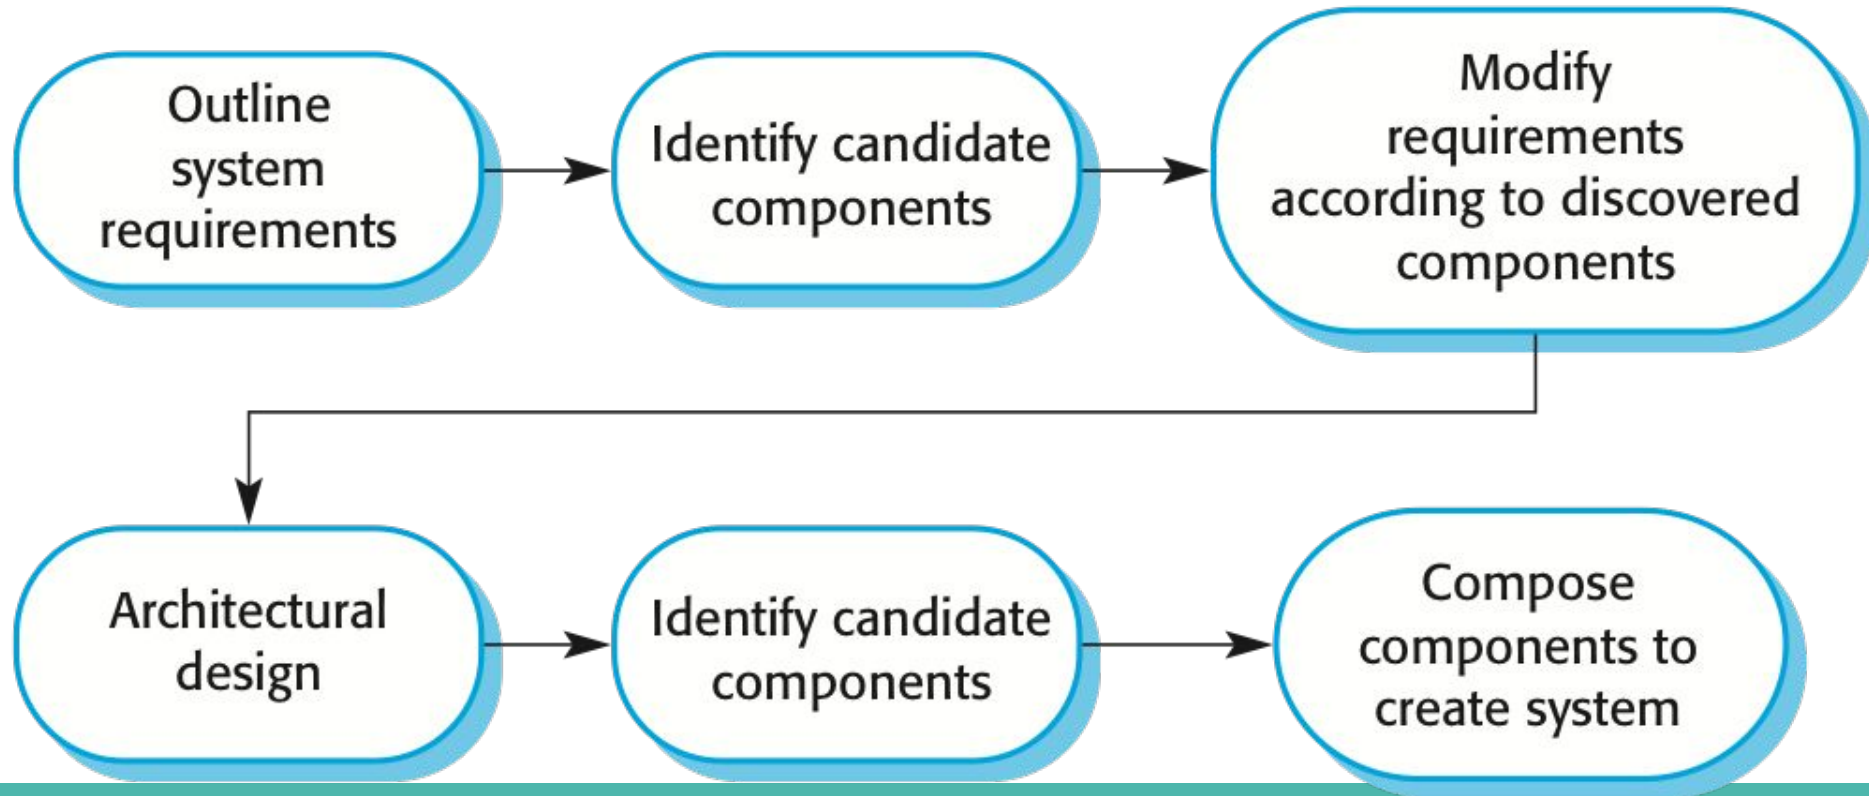 Outline
system
requirements
Identify candidate
components
Modify
requirements
according to discovered
components
Architectural
design
Identify candidate
components
Compose
components to
create system